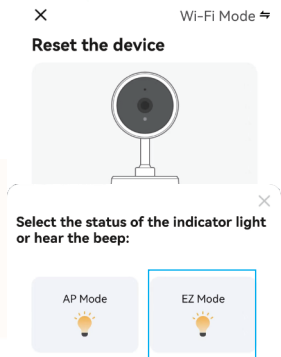 Wi-Fi Mode
Reset the device
Select the status of the indicator light
or hear the beep:
AP Mode
EZ Mode